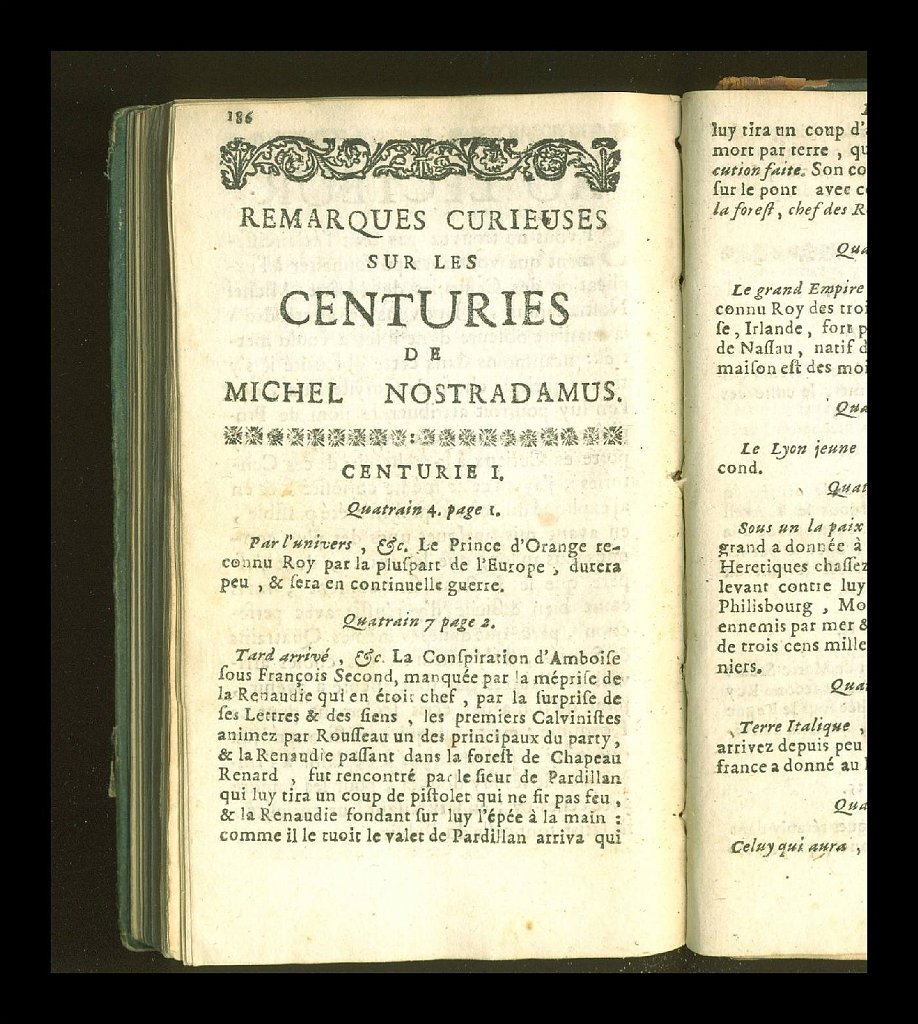 186
REMARQUES CURIEUSES
SUR LES
CENTURIES
DE
MICHEL NOSTRADAMUS.
CENTURIE I.
Quatrain 4. page 1.
Par l'univers, &c. Le Prince d'Orange re-
connu Roy par la pluſpart de l'Europe, durera
peu, & ſera en continuelle guerre.
Quatrain 7 page 2.
Tard arrivé, &c. La Conſpiration d'Amboiſe
ſous François Second, manquée par la mépriſe de
la Renaudie qui en étoit chef, par la ſurpriſe de
ſes Lettres & des ſiens, les premiers Calviniſtes
animez par Rouſſeau un des principaux du party,
& la Renaudie paſſant dans la foreſt de Chapeau
Renard, fut rencontré par le ſieur de Pardillan
qui luy tira un coup de piſtolet qui ne fit pas feu,
& la Renaudie fondant ſur luy l'épée à la main :
comme il le tuoit le valet de Pardillan arriva qui
luy tira un coup d'
mort par terre, qu
cution faite. Son co
ſur le pont avec c
la foreſt, chef des R
Qua
Le grand Empire
connu Roy des troi
ſe, Irlande, fort p
de Naſſau, natif d
maiſon eſt des moi
Qua
Le Lyon jeune
cond.
Quat
Sous un la paix
grand a donnée à
Heretiques chaſſez
levant contre luy
Philisbourg, Mo
ennemis par mer &
de trois cens mille
niers.
Qua
Terre Italique,
arrivez depuis peu
france a donné au
Qua
Celuy qui aura,